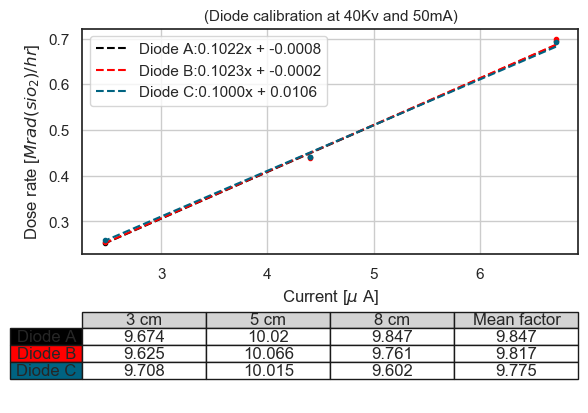 (Diode calibration at 40Kv and 50mA)
0.7
0.6
0.5
0.4
0.3
Dose rate [Mrad(sio₂)/hr]
Diode A:0.1022x + -0.0008
Diode B:0.1023x + -0.0002
Diode C:0.1000x + 0.0106
3 4 5 6
Current [μ A]
3 cm 5 cm 8 cm Mean factor
Diode A 9.674 10.02 9.847 9.847
Diode B 9.625 10.066 9.761 9.817
Diode C 9.708 10.015 9.602 9.775